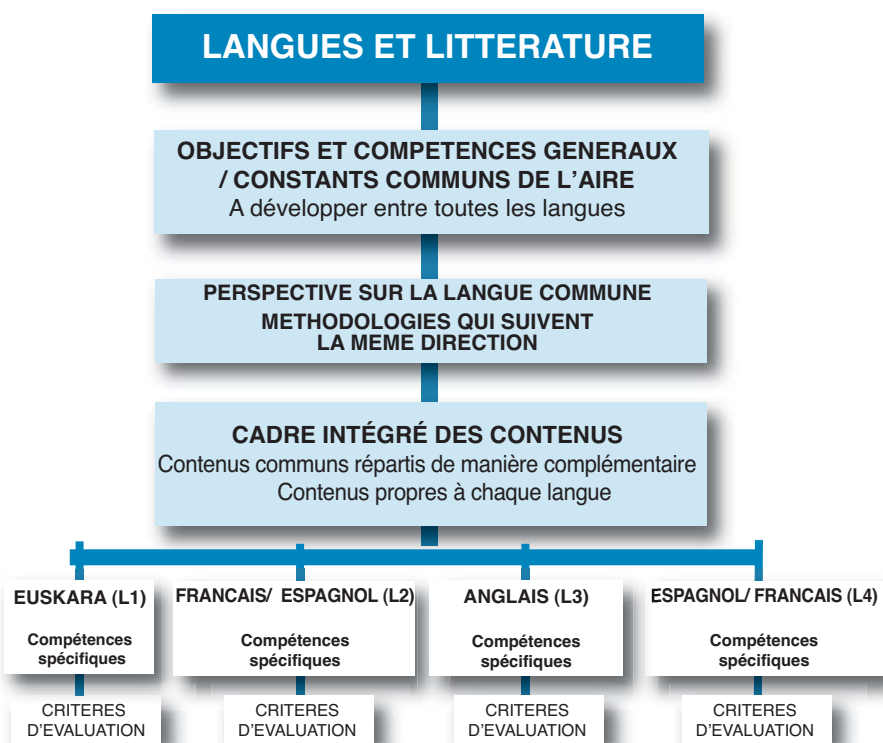 LANGUES ET LITTERATURE
OBJECTIFS ET COMPETENCES GENERAUX
/ CONSTANTS COMMUNS DE L'AIRE
A développer entre toutes les langues
PERSPECTIVE SUR LA LANGUE COMMUNE
METHODOLOGIES QUI SUIVENT
LA MEME DIRECTION
CADRE INTÉGRÉ DES CONTENUS
Contenus communs répartis de manière complémentaire
Contenus propres à chaque langue
EUSKARA (L1)
Compétences
spécifiques
CRITERES
D'EVALUATION
FRANCAIS/ ESPAGNOL (L2)
Compétences
spécifiques
CRITERES
D'EVALUATION
ANGLAIS (L3)
Compétences
spécifiques
CRITERES
D'EVALUATION
ESPAGNOL/ FRANCAIS (L4)
Compétences
spécifiques
CRITERES
D'EVALUATION